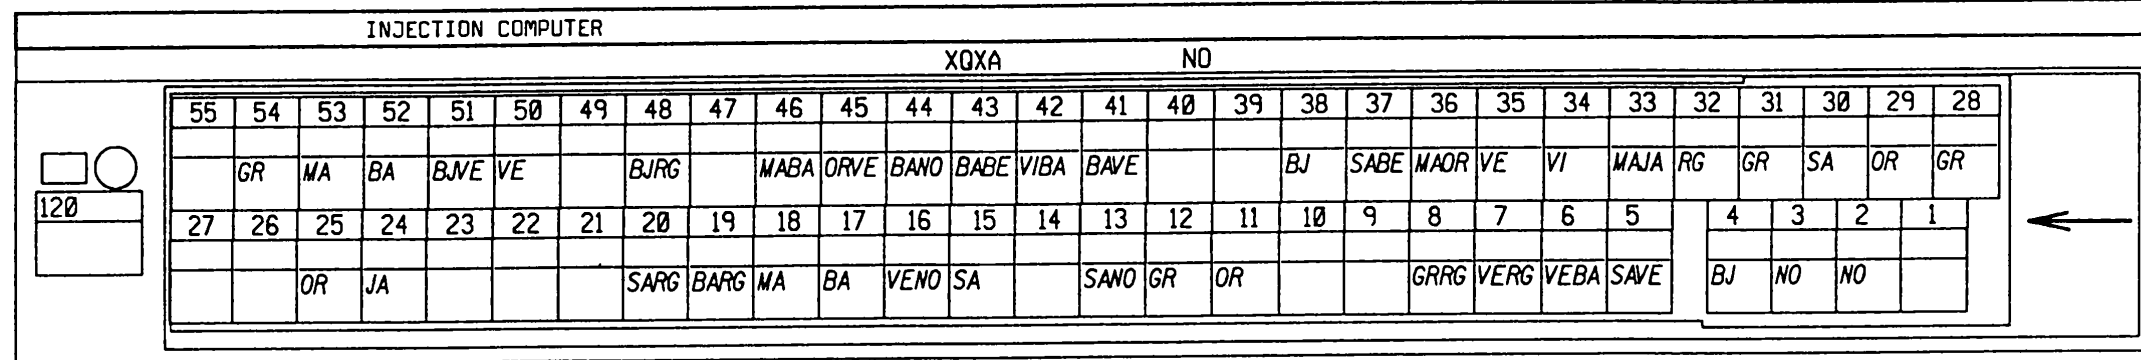 INJECTION COMPUTER
XQXA NO
55 54 53 52 51 50 49 48 47 46 45 44 43 42 41 40 39 38 37 36 35 34 33 32 31 30 29 28
GR MA BA BJVE VE BJRG MABA ORVE BANO BABE VIBA BAVE BJ SABE MAOR VE VI MAJA RG GR SA OR GR
120
27 26 25 24 23 22 21 20 19 18 17 16 15 14 13 12 11 10 9 8 7 6 5 4 3 2 1
OR JA SARG BARG MA BA VENO SA SANO GR OR GRRG VERG VEBA SAVE BJ NO NO